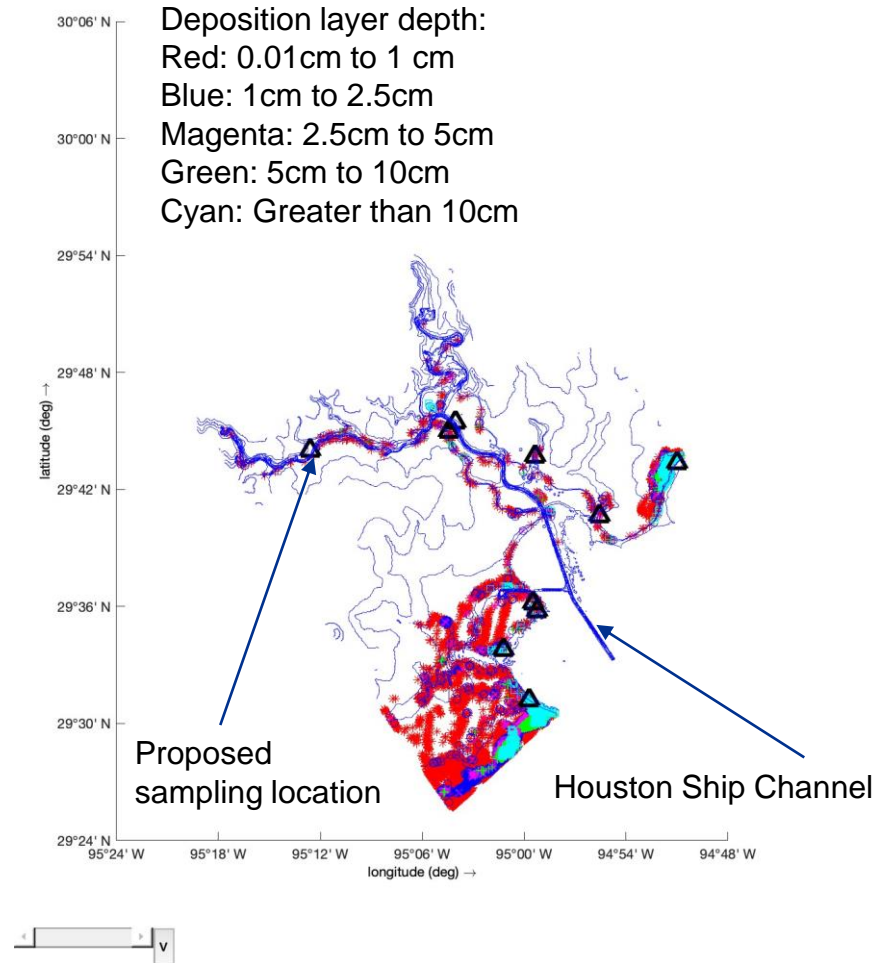 Deposition layer depth:
Red: 0.01cm to 1 cm
Blue: 1cm to 2.5cm
Magenta: 2.5cm to 5cm
Green: 5cm to 10cm
Cyan: Greater than 10cm
30°06' N
30°00' N
29°54' N
29°48' N
29°42' N
29°36' N
29°30' N
29°24' N
latitude (deg) →
Proposed
sampling location
Houston Ship Channel
95°24' W
95°18' W
95°12' W
95°06' W
95°00' W
94°54' W
94°48' W
longitude (deg) →
v